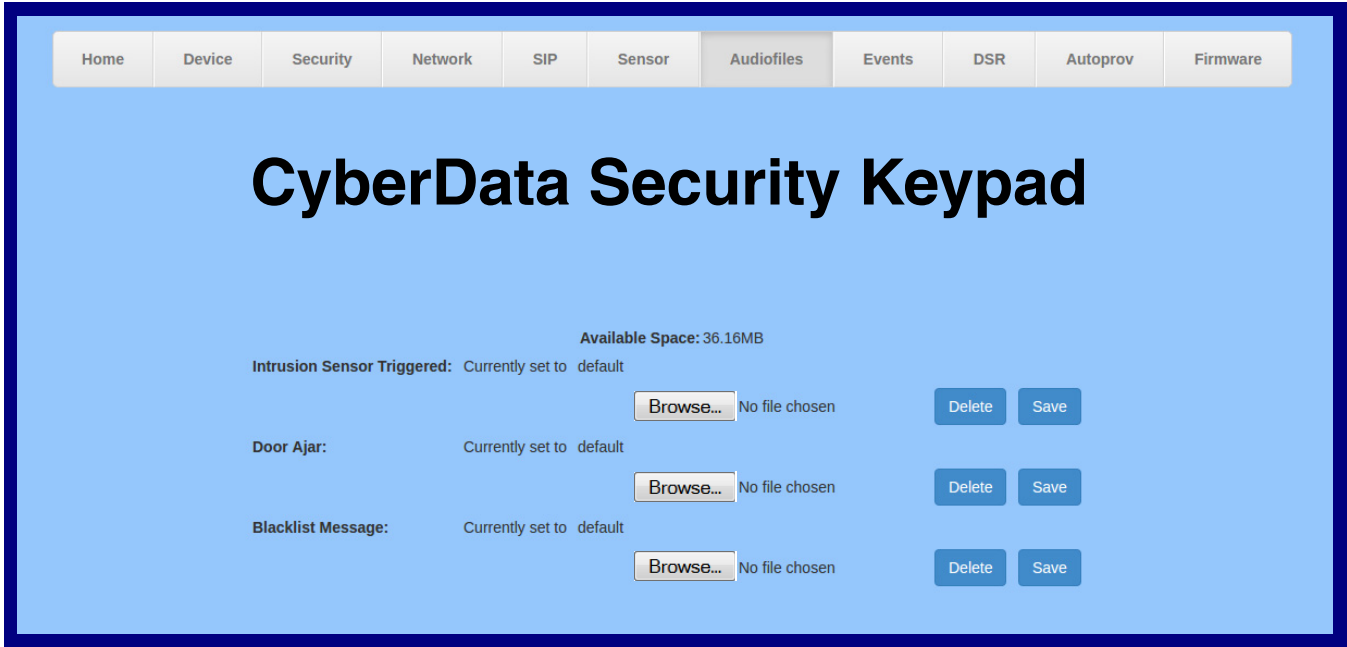 Home Device Security Network SIP Sensor Audiofiles Events DSR Autoprov Firmware
CyberData Security Keypad
Available Space: 36.16MB
Intrusion Sensor Triggered: Currently set to default
Browse... No file chosen Delete Save
Door Ajar: Currently set to default
Browse... No file chosen Delete Save
Blacklist Message: Currently set to default
Browse... No file chosen Delete Save